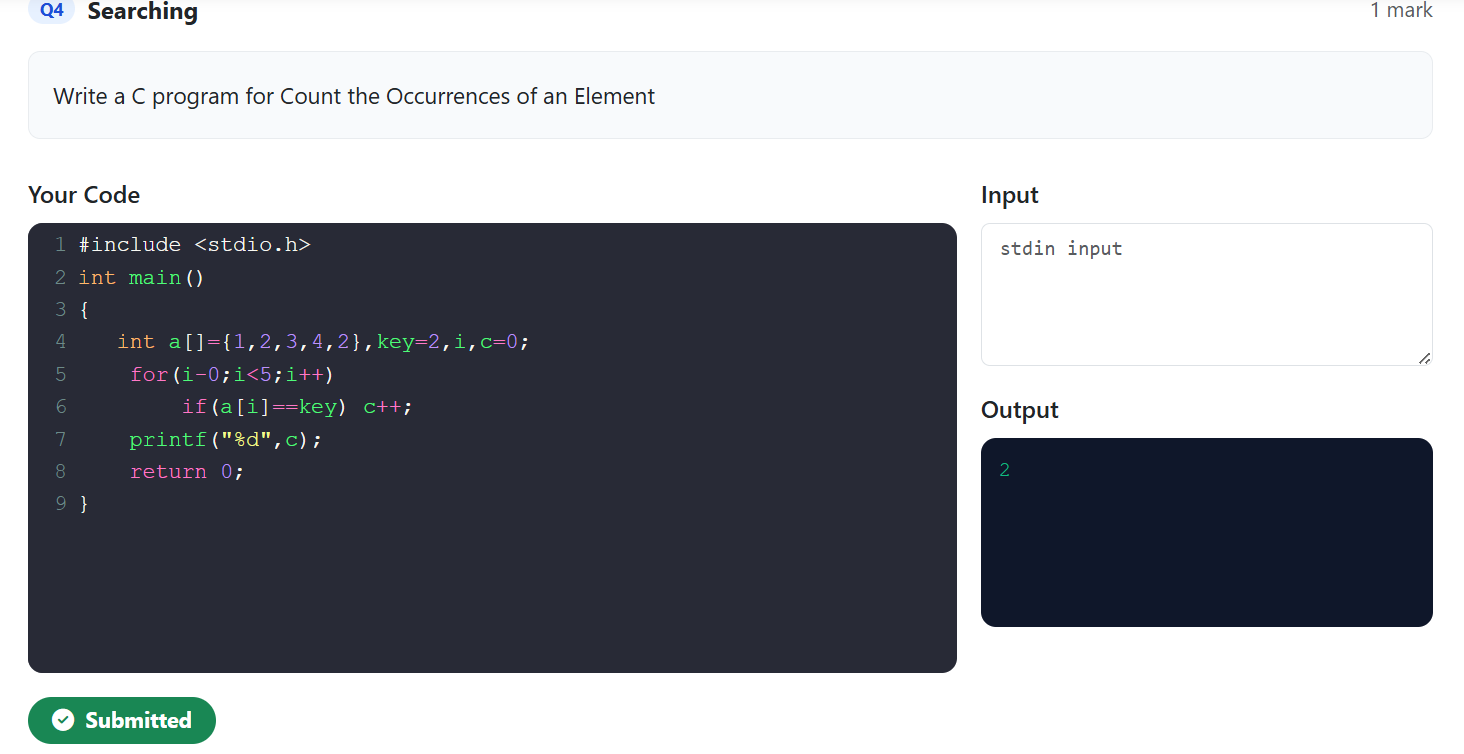 Q4 Searching 1 mark
Write a C program for Count the Occurrences of an Element
Your Code
1 #include <stdio.h>
2 int main()
3 {
4    int a[]={1,2,3,4,2},key=2,i,c=0;
5     for(i-0;i<5;i++)
6         if(a[i]==key) c++;
7     printf("%d",c);
8     return 0;
9 }
Submitted
Input
stdin input
Output
2